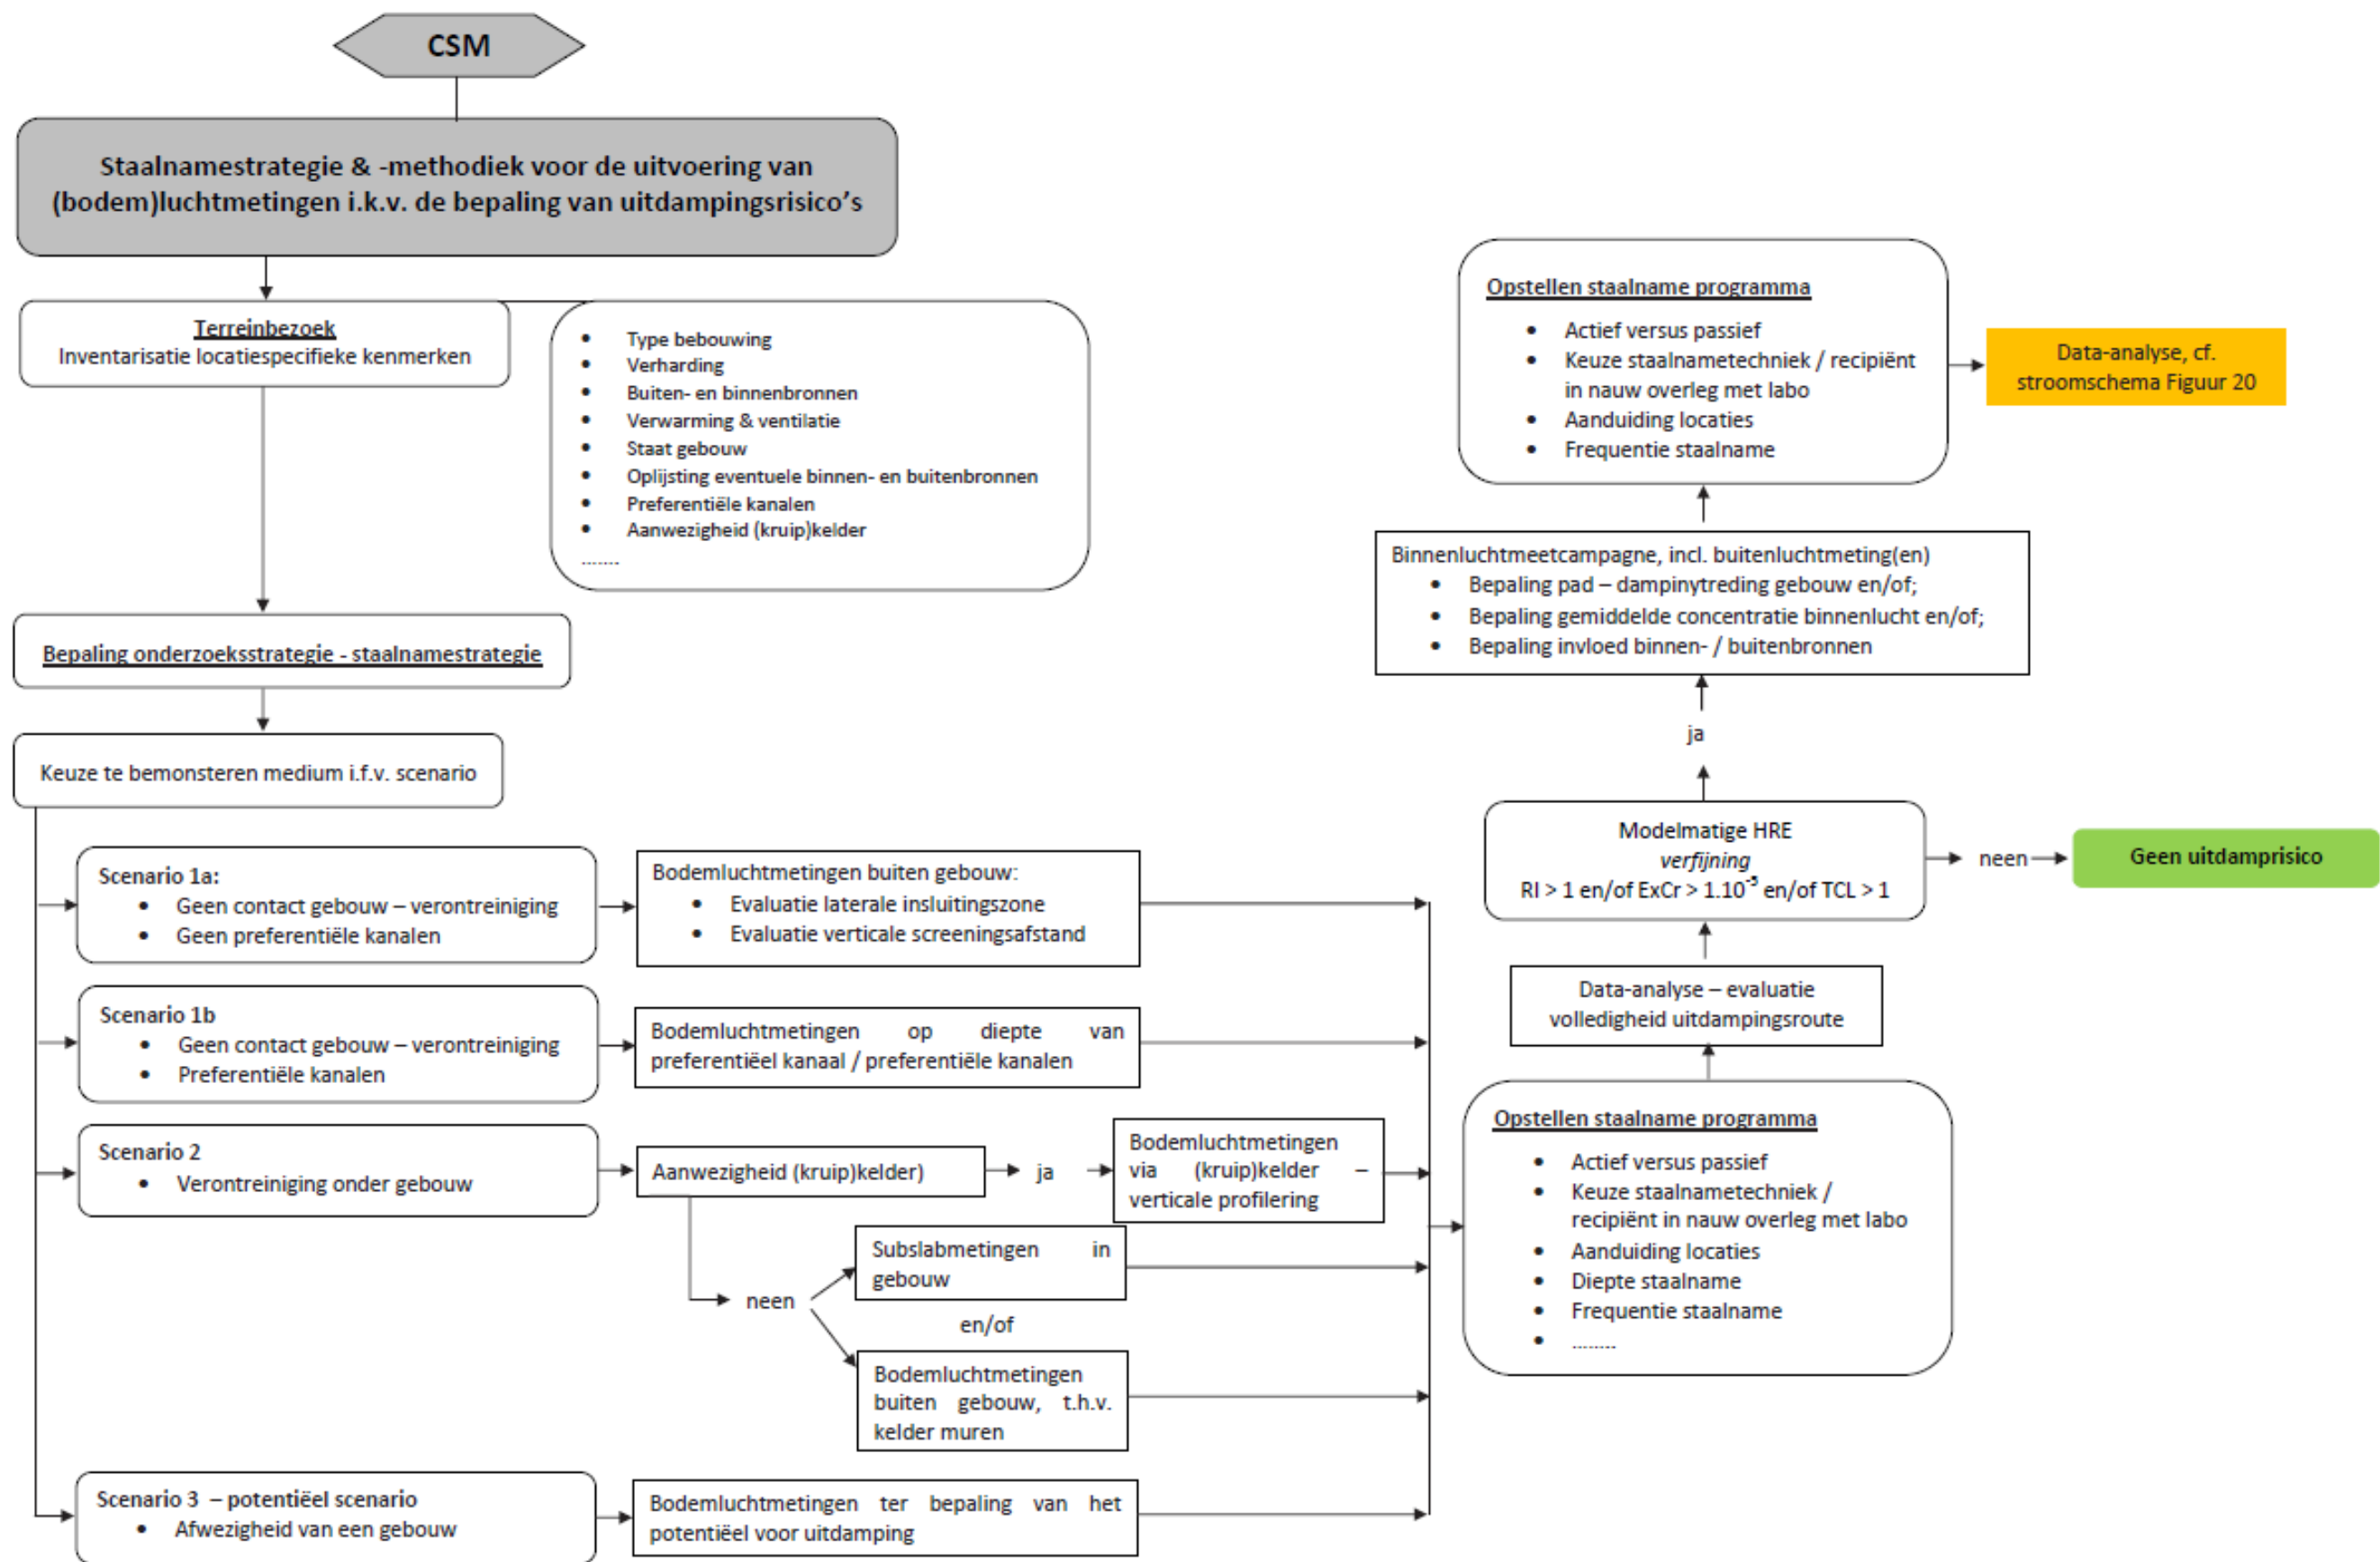 CSM
Staalnamestrategie & -methodiek voor de uitvoering van
(bodem)luchtmetingen i.k.v. de bepaling van uitdampingsrisico's
Terreinbezoek
Inventarisatie locatiespecifieke kenmerken
• Type bebouwing
• Verharding
• Buiten- en binnenbronnen
• Verwarming & ventilatie
• Staat gebouw
• Oplijsting eventuele binnen- en buitenbronnen
• Preferentiële kanalen
• Aanwezigheid (kruip)kelder
.......
Bepaling onderzoeksstrategie - staalnamestrategie
Keuze te bemonsteren medium i.f.v. scenario
Scenario 1a:
• Geen contact gebouw – verontreiniging
• Geen preferentiële kanalen
Bodemluchtmetingen buiten gebouw:
• Evaluatie laterale insluitingszone
• Evaluatie verticale screeningsafstand
Scenario 1b
• Geen contact gebouw – verontreiniging
• Preferentiële kanalen
Bodemluchtmetingen op diepte van
preferentiëel kanaal / preferentiële kanalen
Scenario 2
• Verontreiniging onder gebouw
Aanwezigheid (kruip)kelder)
ja
Bodemluchtmetingen
via (kruip)kelder –
verticale profilering
neen
Subslabmetingen in
gebouw
en/of
Bodemluchtmetingen
buiten gebouw, t.h.v.
kelder muren
Scenario 3 – potentiëel scenario
• Afwezigheid van een gebouw
Bodemluchtmetingen ter bepaling van het
potentiëel voor uitdamping
Opstellen staalname programma
• Actief versus passief
• Keuze staalnametechniek /
recipiënt in nauw overleg met labo
• Aanduiding locaties
• Diepte staalname
• Frequentie staalname
• ........
Data-analyse – evaluatie
volledigheid uitdampingsroute
Modelmatige HRE
verfijning
RI > 1 en/of ExCr > 1.10⁻⁵ en/of TCL > 1
neen
Geen uitdamprisico
ja
Binnenluchtmeetcampagne, incl. buitenluchtmeting(en)
• Bepaling pad – dampinytreding gebouw en/of;
• Bepaling gemiddelde concentratie binnenlucht en/of;
• Bepaling invloed binnen- / buitenbronnen
Opstellen staalname programma
• Actief versus passief
• Keuze staalnametechniek / recipiënt
in nauw overleg met labo
• Aanduiding locaties
• Frequentie staalname
Data-analyse, cf.
stroomschema Figuur 20